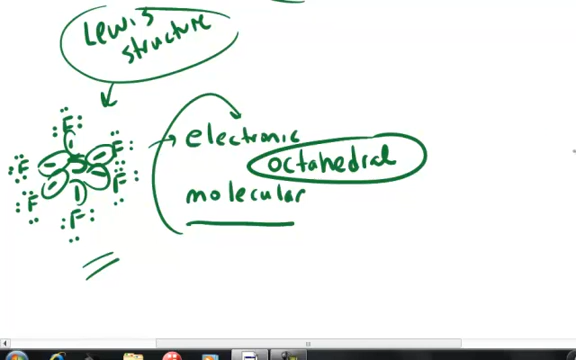 Lewis
structure
F
F F
S
F F
F
electronic
octahedral
molecular